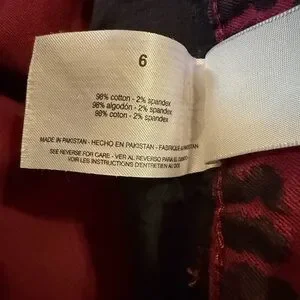 6
98% cotton - 2% spandex
98% algodón - 2% spandex
98% coton - 2% spandex
MADE IN PAKISTAN - HECHO EN PAKISTAN - FABRIQUÉ AU PAKISTAN
SEE REVERSE FOR CARE - VER AL REVERSO PARA EL
VOIR LES INSTRUCTIONS D'ENTRETIEN AU DOS